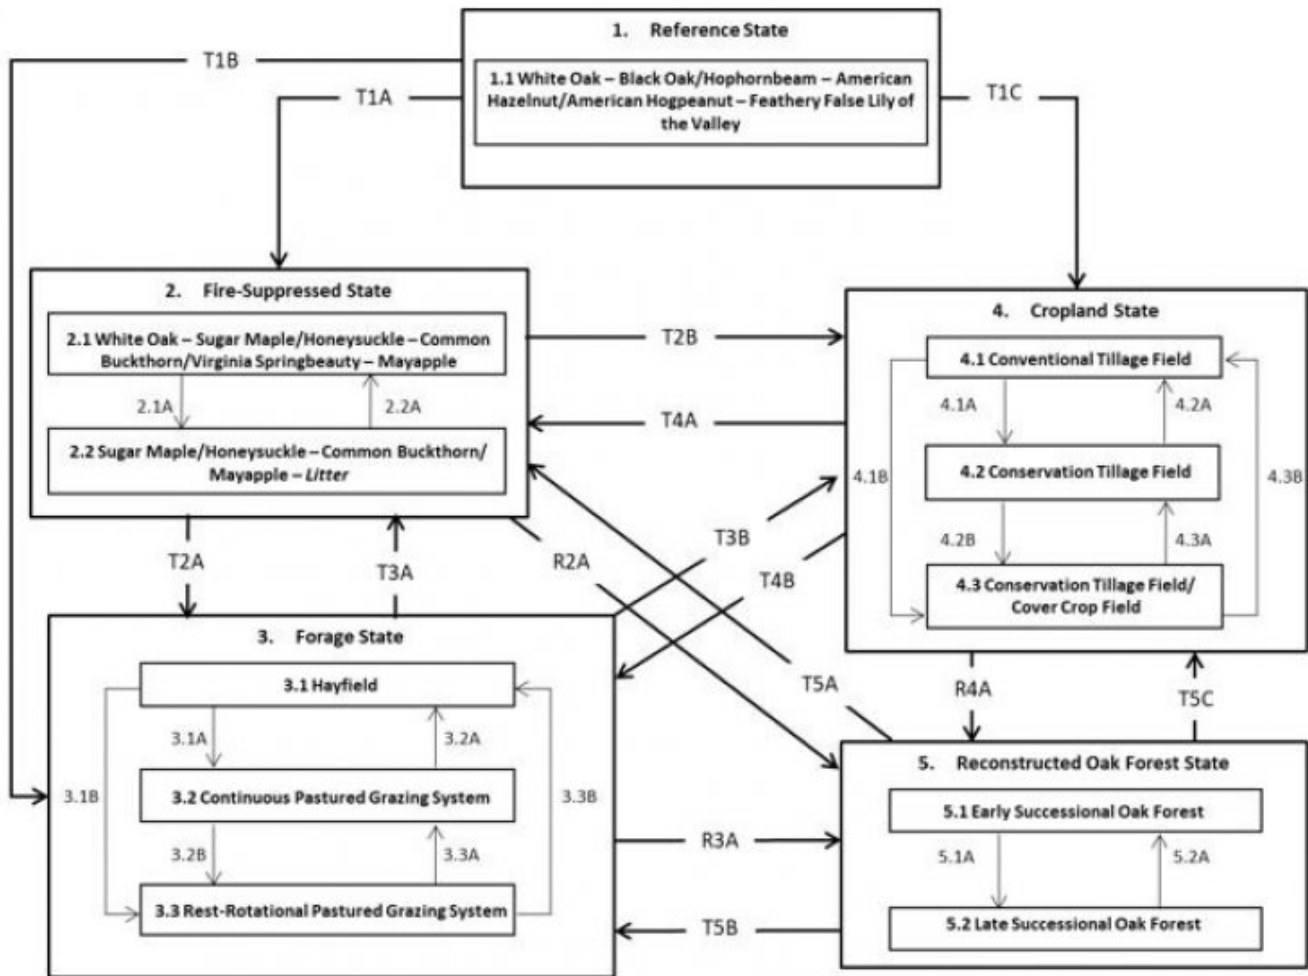 1. Reference State
1.1 White Oak – Black Oak/Hophornbeam – American
Hazelnut/American Hogpeanut – Feathery False Lily of
the Valley
T1B
T1A
T1C
2. Fire-Suppressed State
2.1 White Oak – Sugar Maple/Honeysuckle – Common
Buckthorn/Virginia Springbeauty – Mayapple
2.1A
2.2A
2.2 Sugar Maple/Honeysuckle – Common Buckthorn/
Mayapple – Litter
T2B
T4A
4. Cropland State
4.1 Conventional Tillage Field
4.1A
4.2A
4.2 Conservation Tillage Field
4.1B
4.3B
4.2B
4.3A
4.3 Conservation Tillage Field/
Cover Crop Field
T2A
T3A
R2A
T3B
T4B
T5A
R4A
T5C
3. Forage State
3.1 Hayfield
3.1A
3.2A
3.2 Continuous Pastured Grazing System
3.1B
3.3B
3.2B
3.3A
3.3 Rest-Rotational Pastured Grazing System
R3A
T5B
5. Reconstructed Oak Forest State
5.1 Early Successional Oak Forest
5.1A
5.2A
5.2 Late Successional Oak Forest